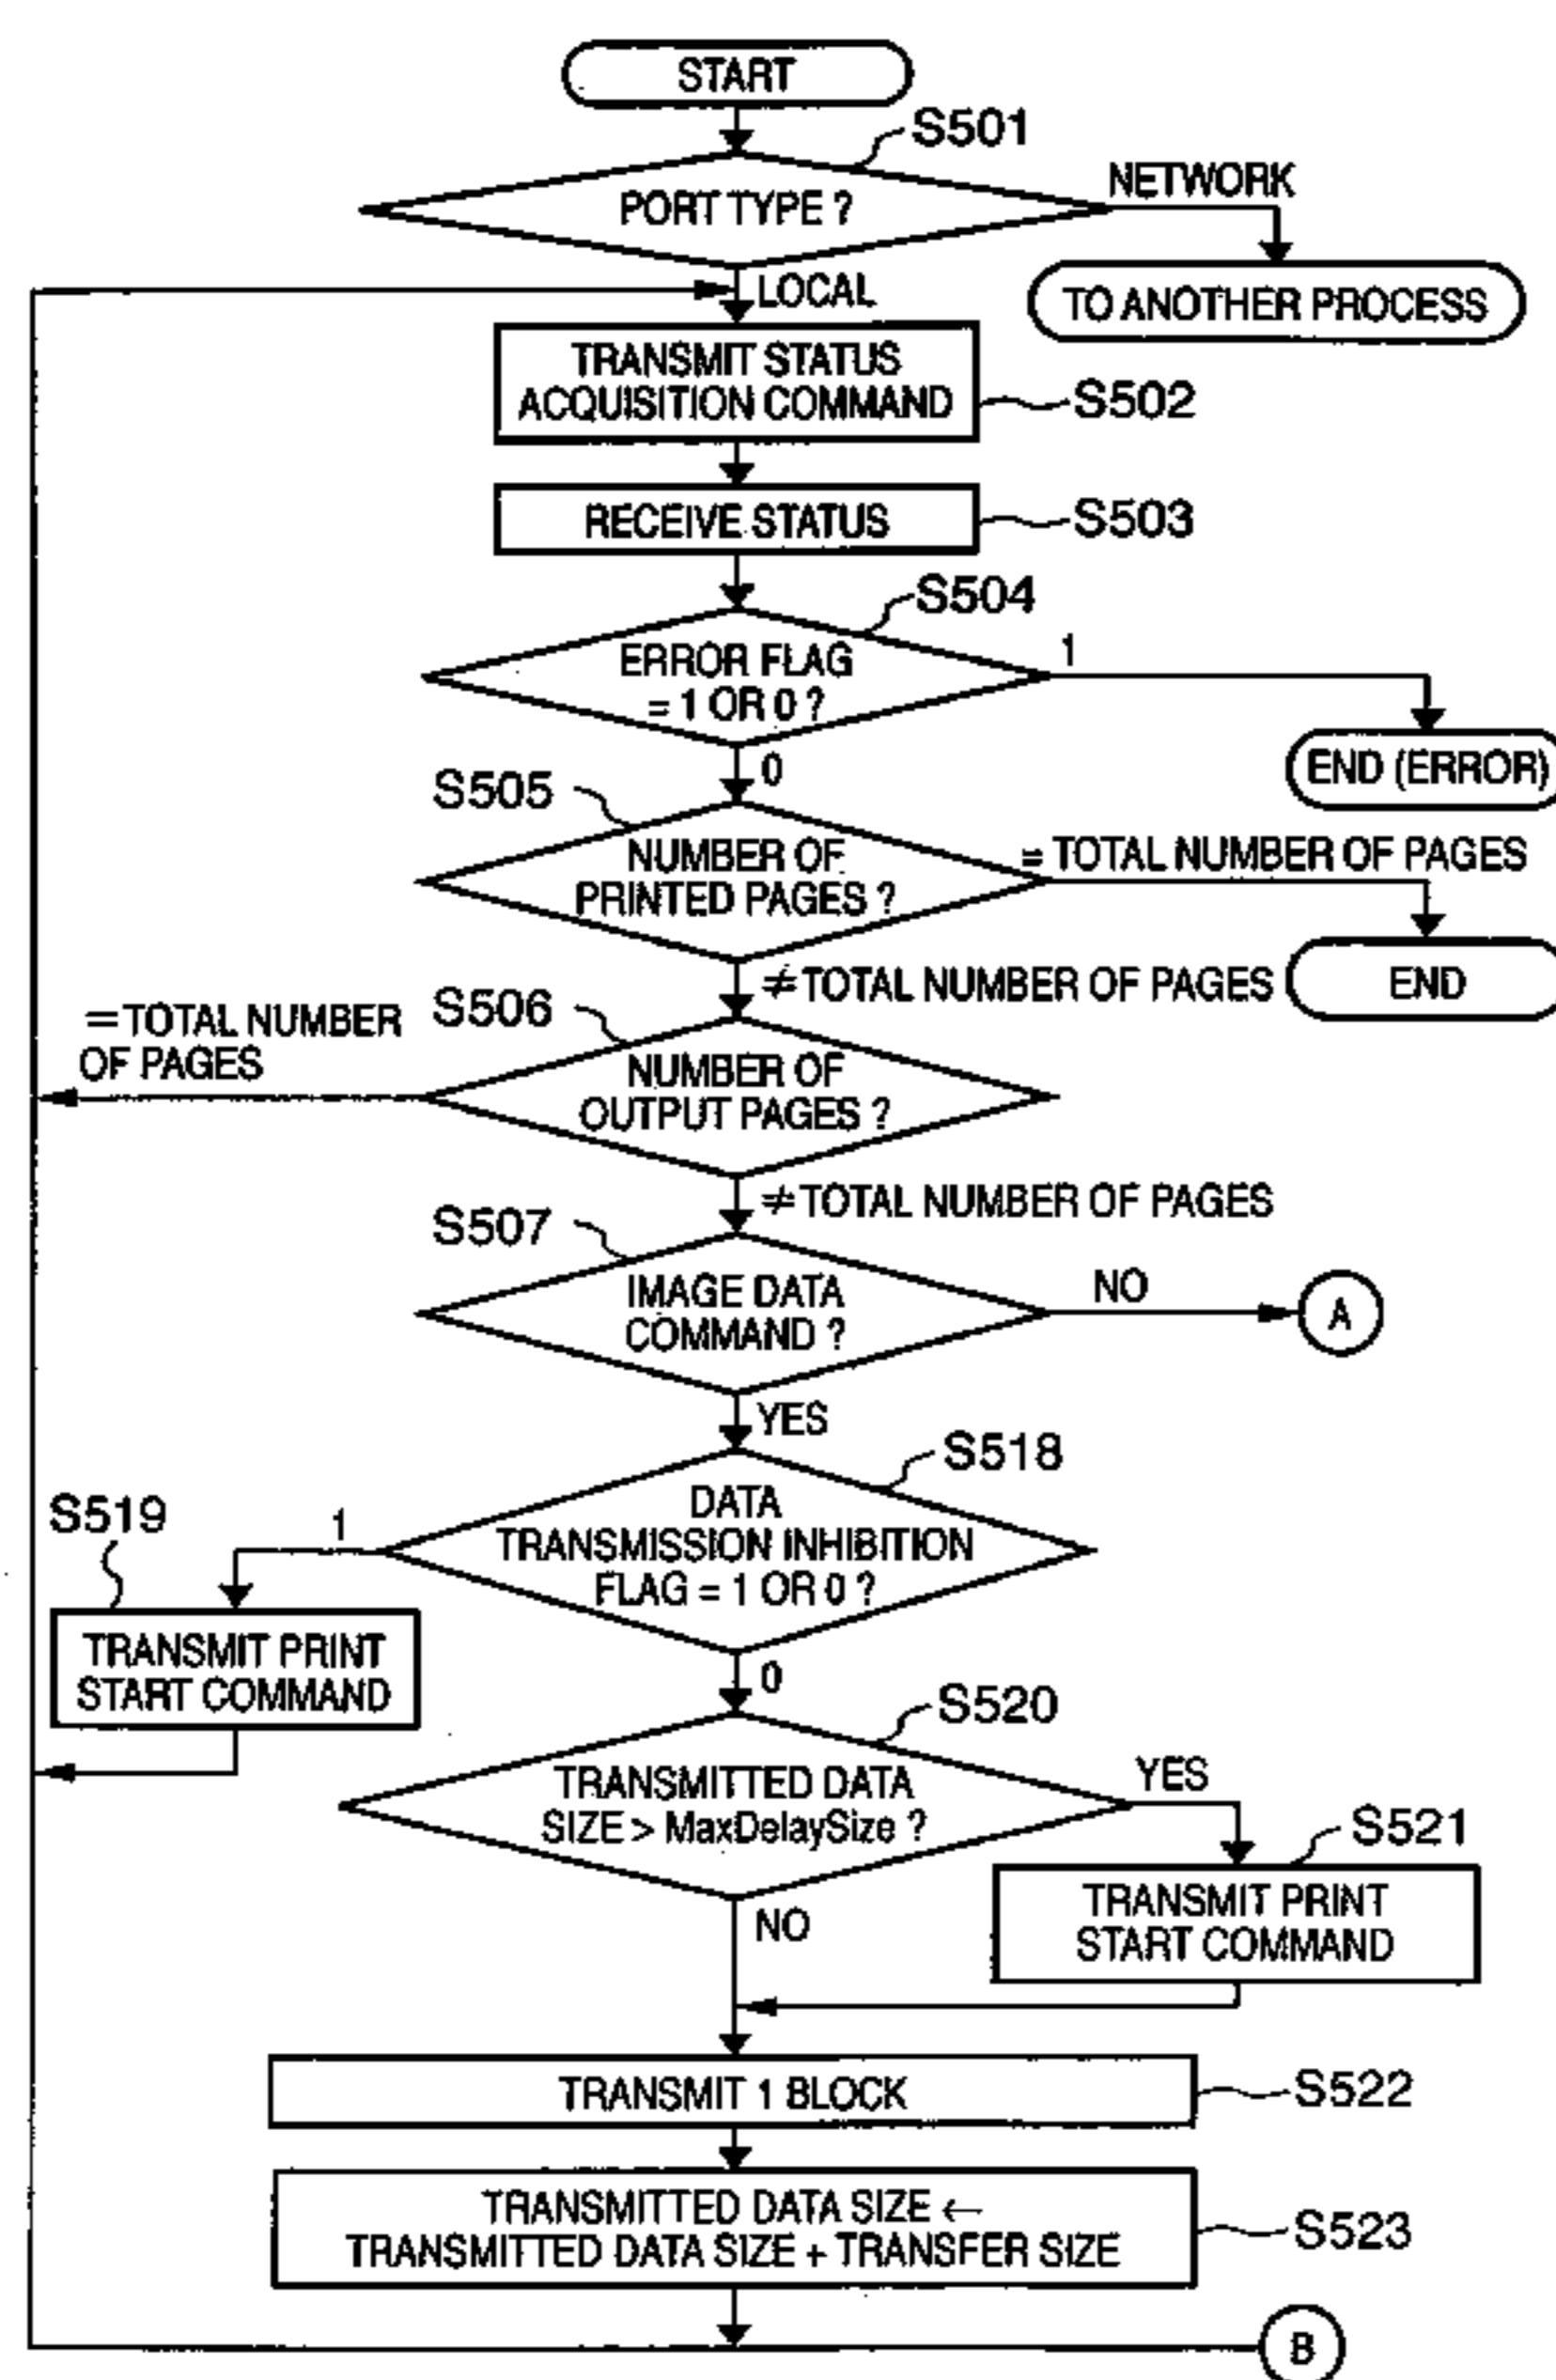 START
S501
PORT TYPE ?
NETWORK
LOCAL
TO ANOTHER PROCESS
TRANSMIT STATUS
ACQUISITION COMMAND
S502
RECEIVE STATUS
S503
S504
ERROR FLAG
= 1 OR 0 ?
1
0
END (ERROR)
S505
NUMBER OF
PRINTED PAGES ?
= TOTAL NUMBER OF PAGES
≠ TOTAL NUMBER OF PAGES
END
S506
= TOTAL NUMBER
OF PAGES
NUMBER OF
OUTPUT PAGES ?
≠ TOTAL NUMBER OF PAGES
S507
IMAGE DATA
COMMAND ?
NO
A
YES
S518
DATA
TRANSMISSION INHIBITION
FLAG = 1 OR 0 ?
1
S519
TRANSMIT PRINT
START COMMAND
0
S520
TRANSMITTED DATA
SIZE > MaxDelaySize ?
YES
S521
TRANSMIT PRINT
START COMMAND
NO
TRANSMIT 1 BLOCK
S522
TRANSMITTED DATA SIZE ←
TRANSMITTED DATA SIZE + TRANSFER SIZE
S523
B